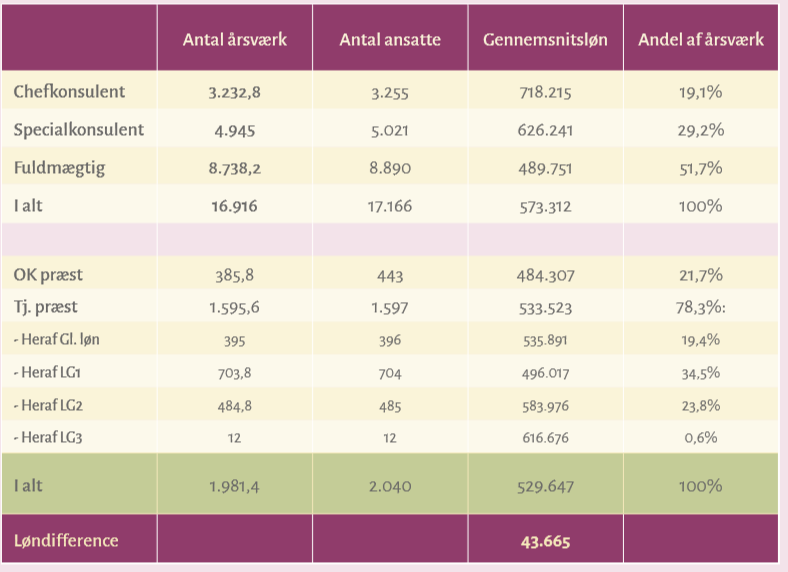 Antal årsværk Antal ansatte Gennemsnitsløn Andel af årsværk
Chefkonsulent 3.232,8 3.255 718.215 19,1%
Specialkonsulent 4.945 5.021 626.241 29,2%
Fuldmægtig 8.738,2 8.890 489.751 51,7%
I alt 16.916 17.166 573.312 100%
OK præst 385,8 443 484.307 21,7%
Tj. præst 1.595,6 1.597 533.523 78,3%:
- Heraf Gl. løn 395 396 535.891 19,4%
- Heraf LG1 703,8 704 496.017 34,5%
- Heraf LG2 484,8 485 583.976 23,8%
- Heraf LG3 12 12 616.676 0,6%
I alt 1.981,4 2.040 529.647 100%
Løndifference 43.665